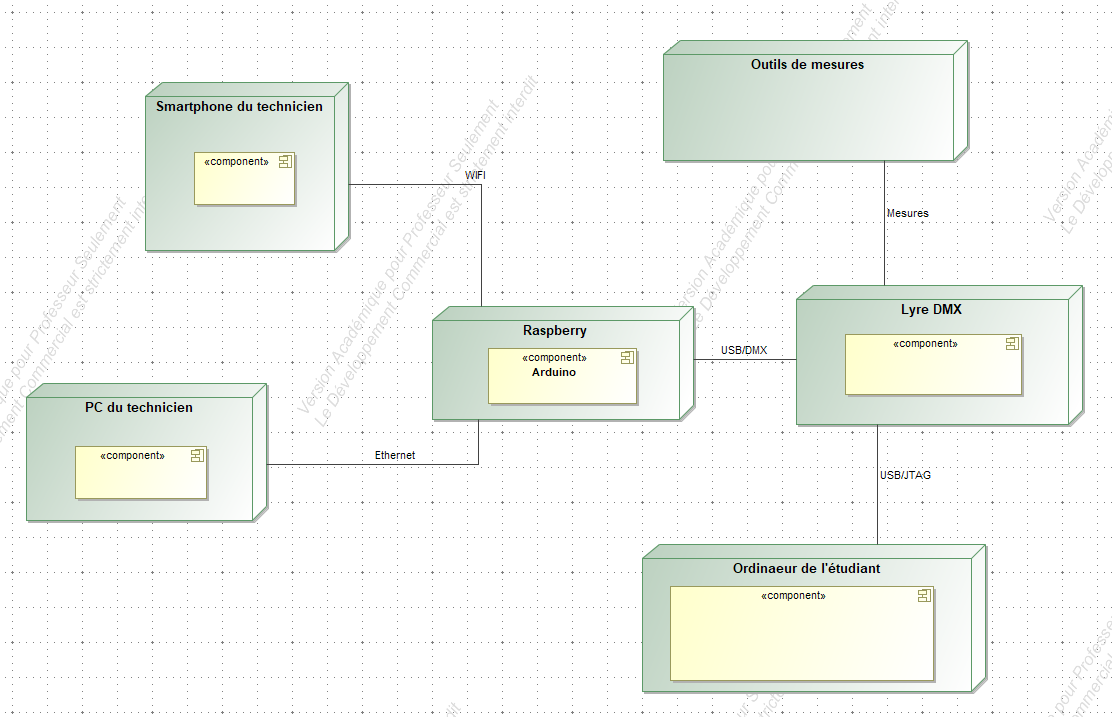 Outils de mesures
Smartphone du technicien
«component»
WIFI
Mesures
Lyre DMX
«component»
Raspberry
«component»
Arduino
USB/DMX
PC du technicien
«component»
Ethernet
USB/JTAG
Ordinaeur de l'étudiant
«component»
Version Académique pour Professeur Seulement
Le Développement Commercial est strictement interdit